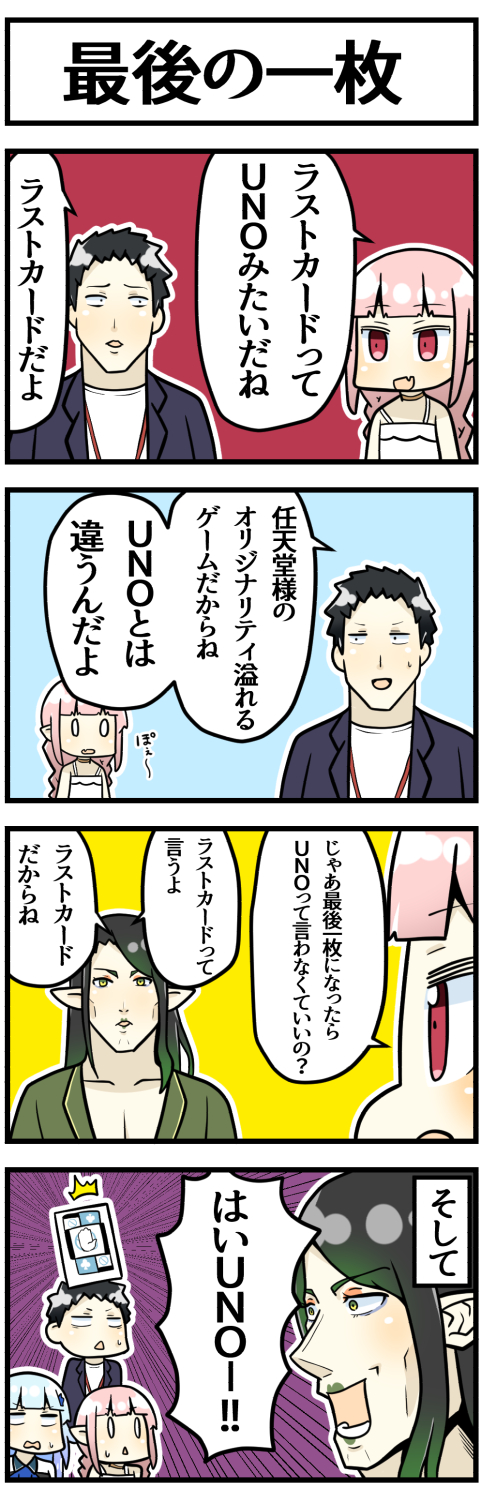 最後の一枚
ラストカードって
UNOみたいだね
ラストカードだよ
任天堂様の
オリジナリティ溢れる
ゲームだからね
UNOとは
違うんだよ
ぽぇ〜
じゃあ最後一枚になったら
UNOって言わなくていいの?
ラストカードって
言うよ
ラストカード
だからね
そして
はいUNOー!!